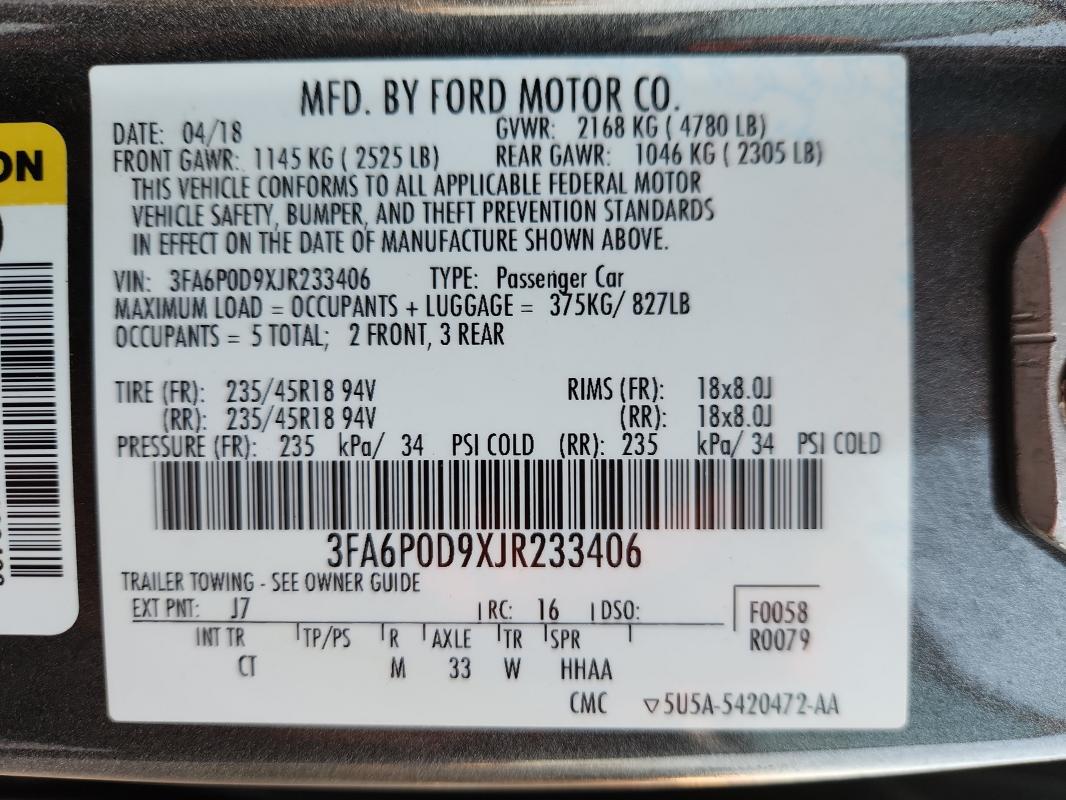 MFD. BY FORD MOTOR CO.
DATE: 04/18 GVWR: 2168 KG ( 4780 LB)
FRONT GAWR: 1145 KG ( 2525 LB) REAR GAWR: 1046 KG ( 2305 LB)
THIS VEHICLE CONFORMS TO ALL APPLICABLE FEDERAL MOTOR
VEHICLE SAFETY, BUMPER, AND THEFT PREVENTION STANDARDS
IN EFFECT ON THE DATE OF MANUFACTURE SHOWN ABOVE.
VIN: 3FA6P0D9XJR233406 TYPE: Passenger Car
MAXIMUM LOAD = OCCUPANTS + LUGGAGE = 375KG/ 827LB
OCCUPANTS = 5 TOTAL; 2 FRONT, 3 REAR
TIRE (FR): 235/45R18 94V RIMS (FR): 18x8.0J
(RR): 235/45R18 94V (RR): 18x8.0J
PRESSURE (FR): 235 kPa/ 34 PSI COLD (RR): 235 kPa/ 34 PSI COLD
3FA6P0D9XJR233406
TRAILER TOWING - SEE OWNER GUIDE
EXT PNT: J7 RC: 16 DSO: F0058
INT TR TP/PS R AXLE TR SPR R0079
CT M 33 W HHAA
CMC ▽5U5A-5420472-AA
ON